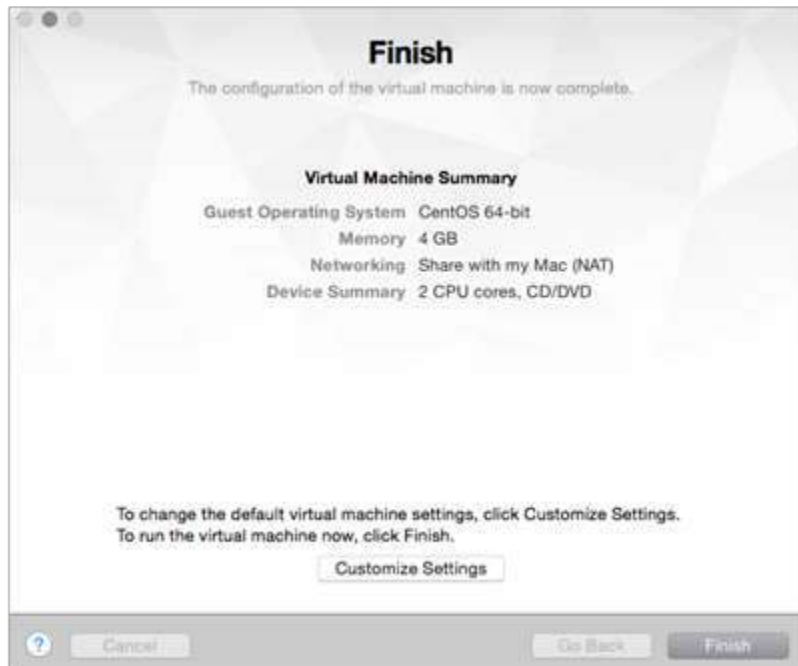 Finish
The configuration of the virtual machine is now complete.
Virtual Machine Summary
Guest Operating System CentOS 64-bit
Memory 4 GB
Networking Share with my Mac (NAT)
Device Summary 2 CPU cores, CD/DVD
To change the default virtual machine settings, click Customize Settings.
To run the virtual machine now, click Finish.
Customize Settings
? Cancel Go Back Finish